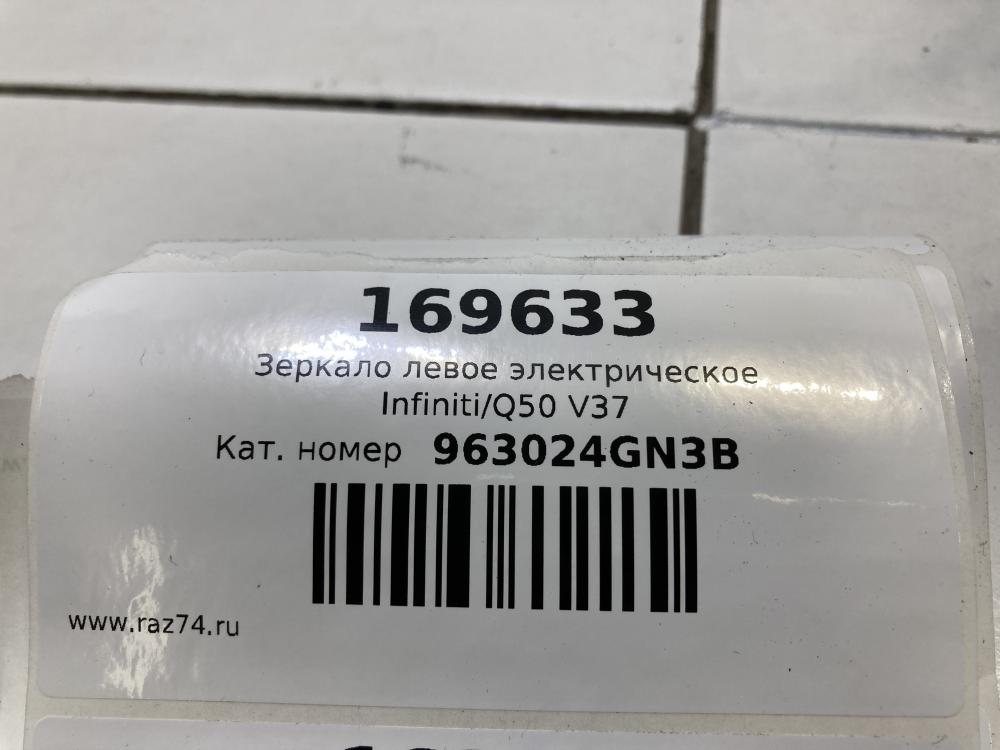 169633
Зеркало левое электрическое
Infiniti/Q50 V37
Кат. номер 963024GN3B
www.raz74.ru